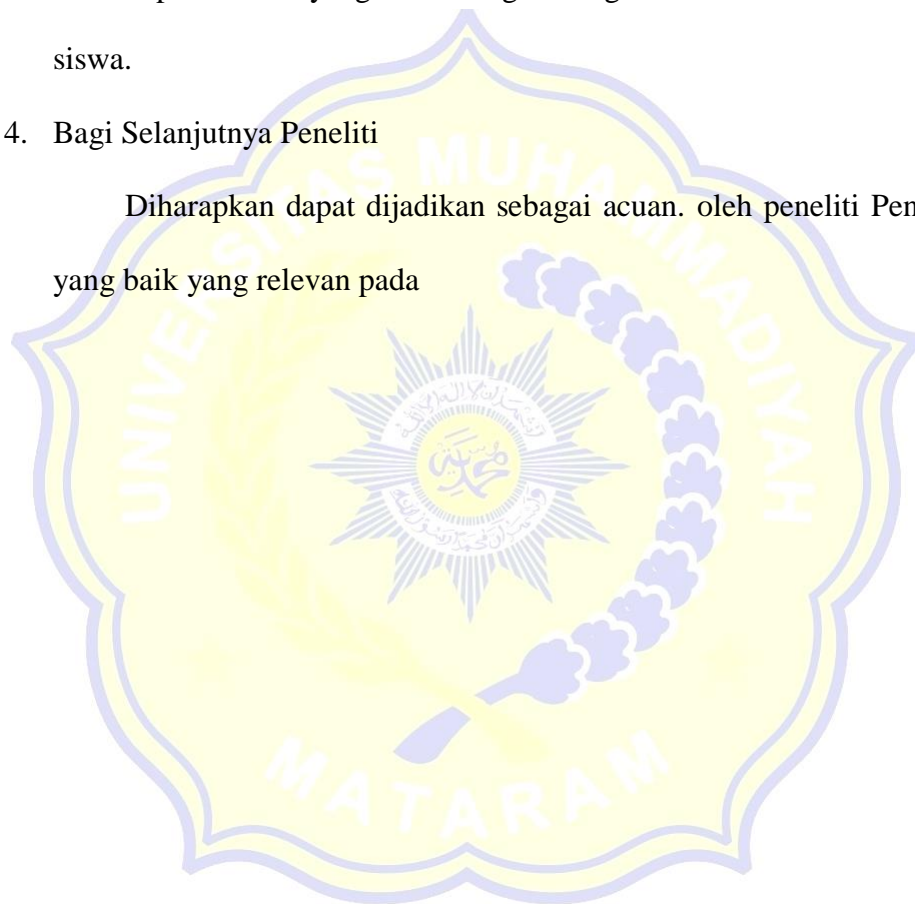 siswa.
4. Bagi Selanjutnya Peneliti
Diharapkan dapat dijadikan sebagai acuan. oleh peneliti
yang baik yang relevan pada
UNIVERSITAS MUHAMMADIYAH
MATARAM